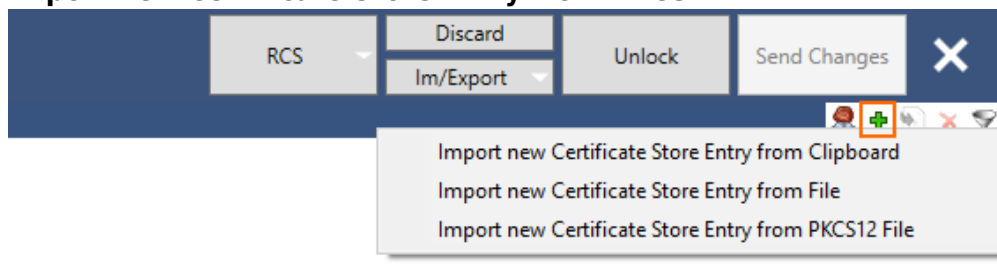 RCS
Discard
Im/Export
Unlock
Send Changes
Import new Certificate Store Entry from Clipboard
Import new Certificate Store Entry from File
Import new Certificate Store Entry from PKCS12 File